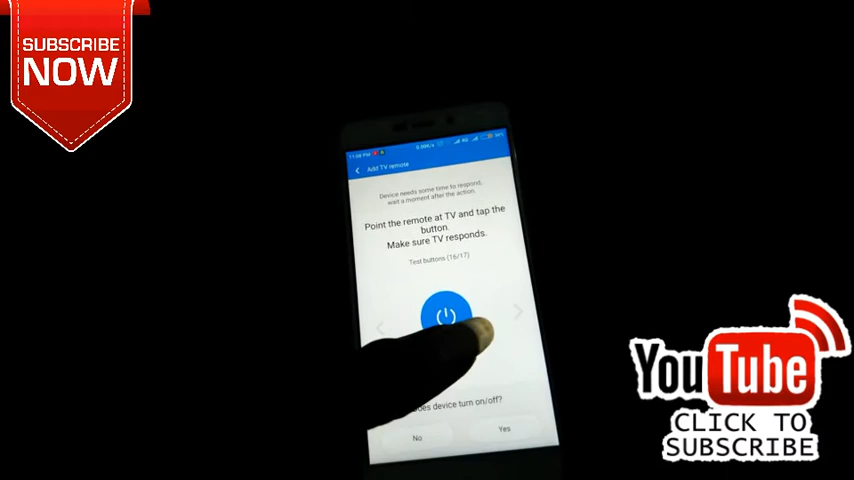 SUBSCRIBE
NOW
Add TV remote
Device needs some time to respond,
wait a moment after the action.
Point the remote at TV and tap the
button.
Make sure TV responds.
Test buttons (16/17)
device turn on/off?
No
Yes
YouTube
CLICK TO
SUBSCRIBE